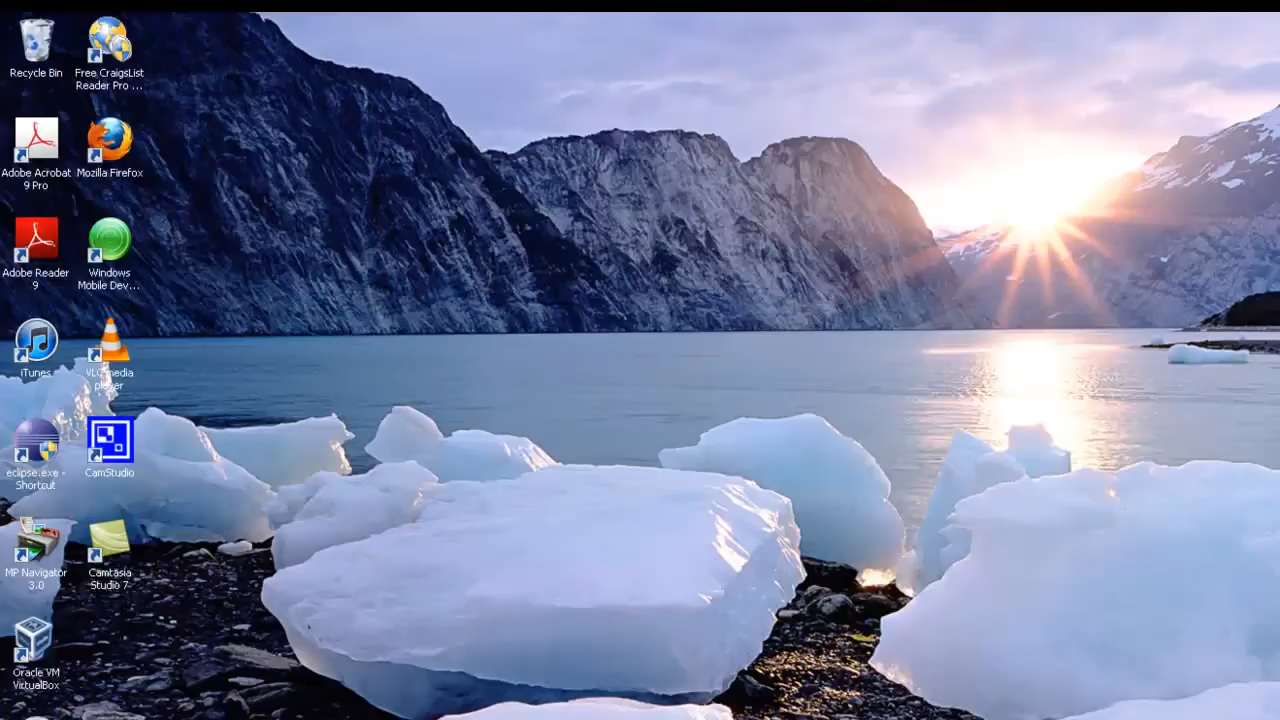 Recycle Bin
Free CraigsList
Reader Pro ...
Adobe Acrobat
9 Pro
Mozilla Firefox
Adobe Reader
9
Windows
Mobile Dev...
iTunes
VLC media
player
eclipse.exe -
Shortcut
CamStudio
MP Navigator
3.0
Camtasia
Studio 7
Oracle VM
VirtualBox